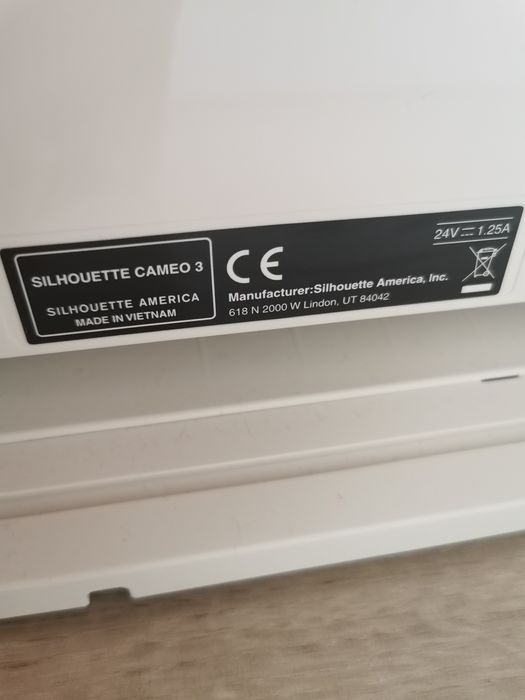 SILHOUETTE CAMEO 3
SILHOUETTE AMERICA
MADE IN VIETNAM
CE
Manufacturer:Silhouette America, Inc.
618 N 2000 W Lindon, UT 84042
24V ⎓ 1.25A